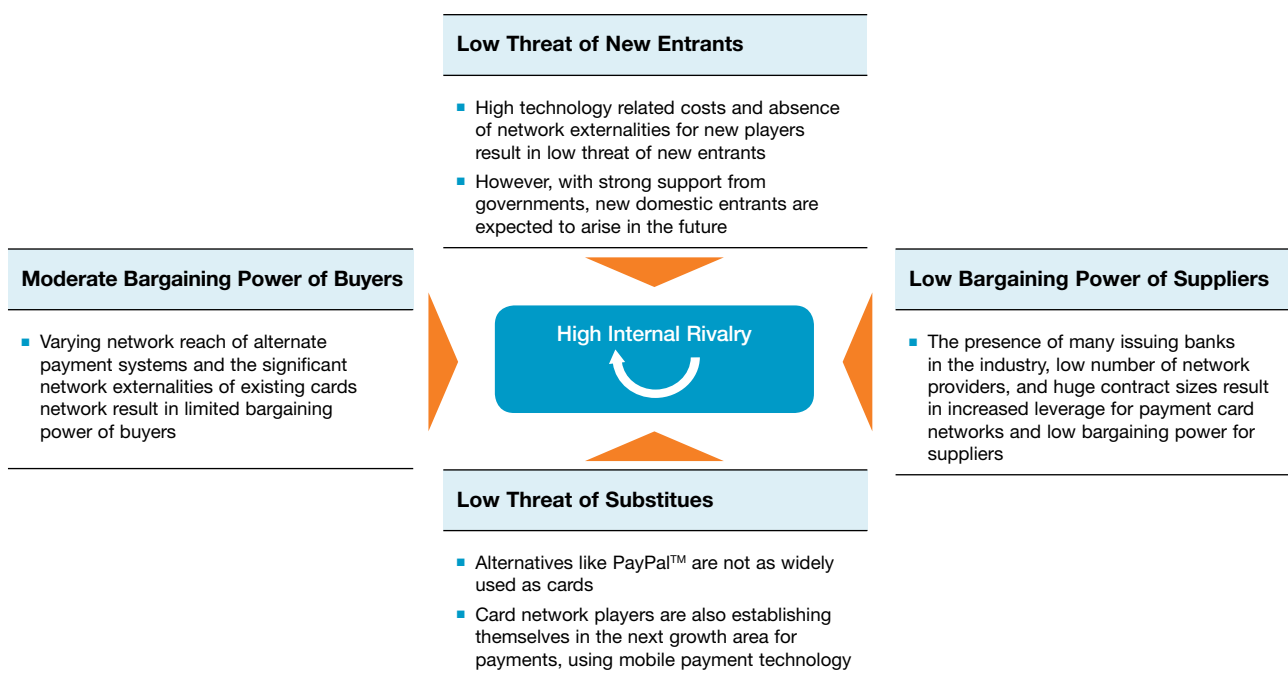 Low Threat of New Entrants
■ High technology related costs and absence
of network externalities for new players
result in low threat of new entrants
■ However, with strong support from
governments, new domestic entrants are
expected to arise in the future
Moderate Bargaining Power of Buyers
■ Varying network reach of alternate
payment systems and the significant
network externalities of existing cards
network result in limited bargaining
power of buyers
High Internal Rivalry
Low Bargaining Power of Suppliers
■ The presence of many issuing banks
in the industry, low number of network
providers, and huge contract sizes result
in increased leverage for payment card
networks and low bargaining power for
suppliers
Low Threat of Substitues
■ Alternatives like PayPal™ are not as widely
used as cards
■ Card network players are also establishing
themselves in the next growth area for
payments, using mobile payment technology